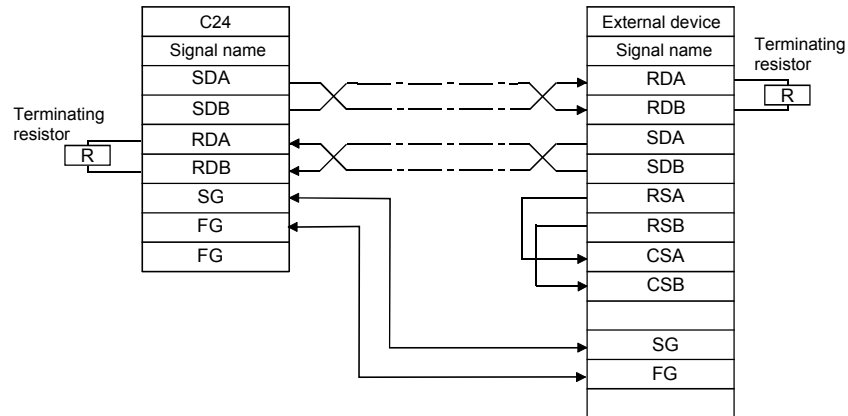 C24
Signal name
SDA
SDB
RDA
RDB
SG
FG
FG
Terminating
resistor
R
External device
Signal name
RDA
RDB
SDA
SDB
RSA
RSB
CSA
CSB
SG
FG
Terminating
resistor
R